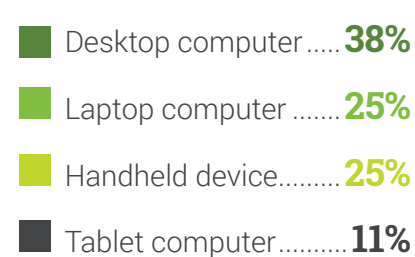 Desktop computer.....38%
Laptop computer .......25%
Handheld device.........25%
Tablet computer..........11%